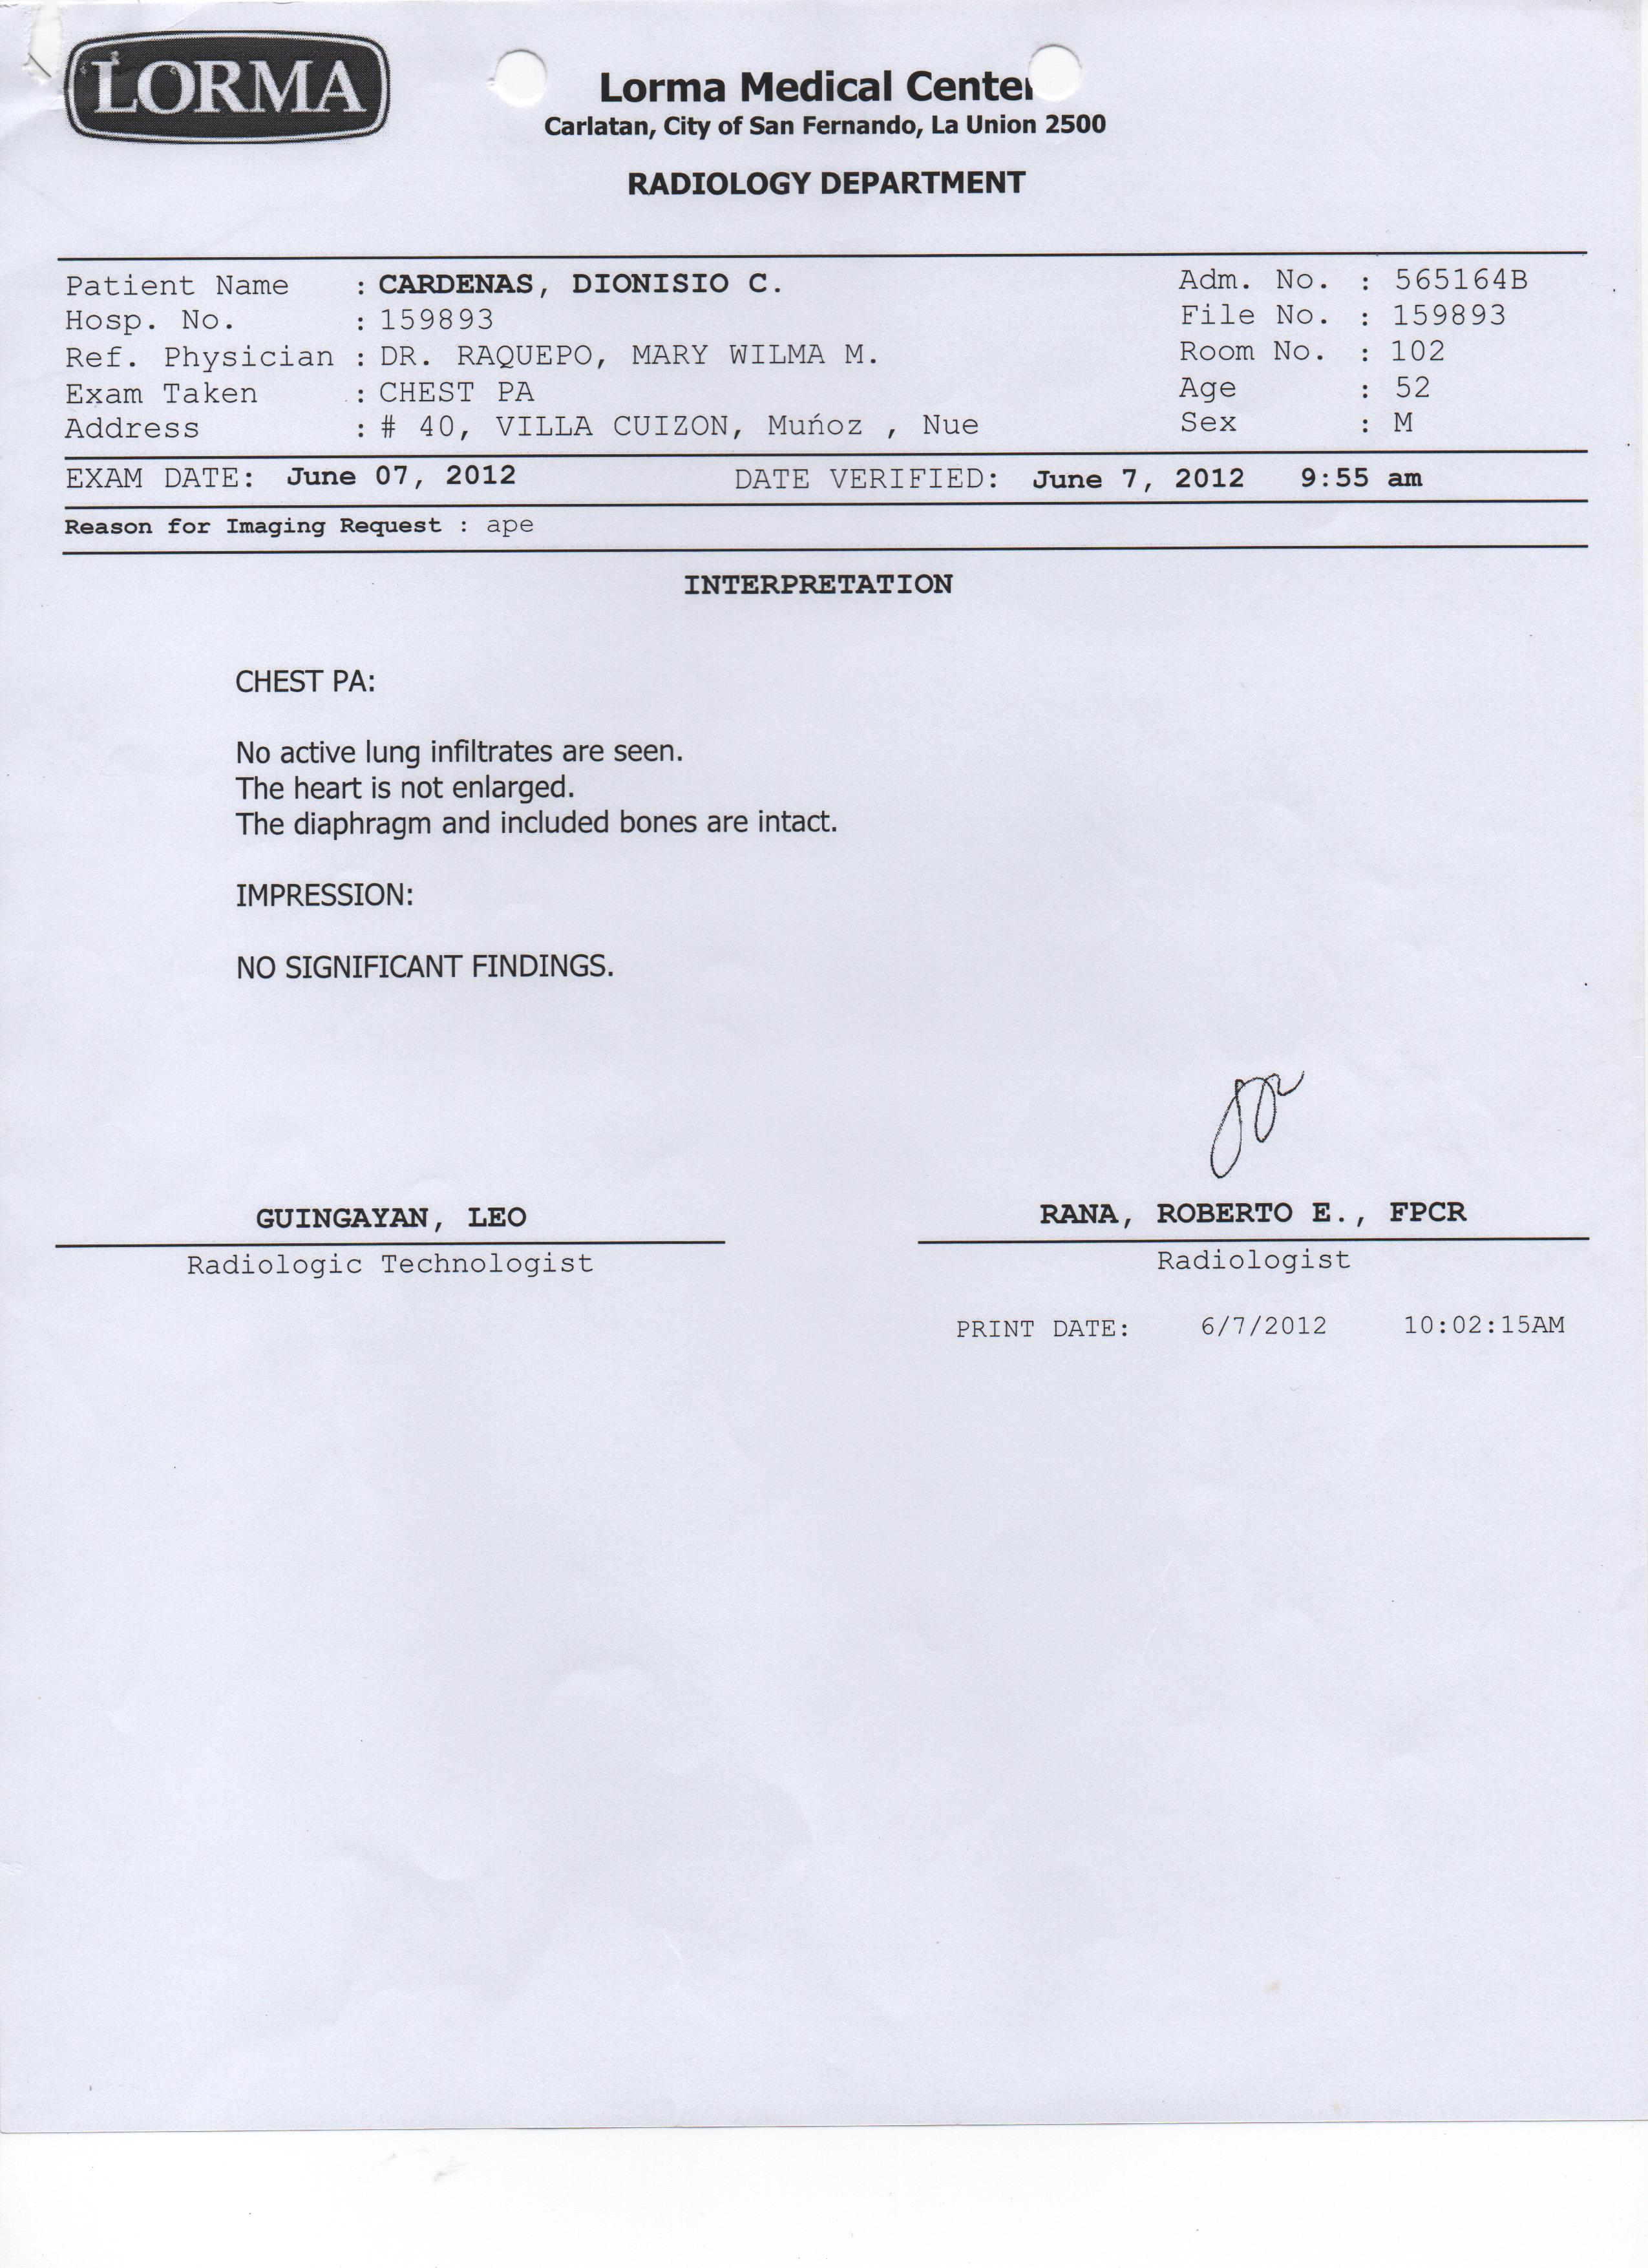 LORMA
Lorma Medical Center
Carlatan, City of San Fernando, La Union 2500
RADIOLOGY DEPARTMENT
Patient Name : CARDENAS, DIONISIO C. Adm. No. : 565164B
Hosp. No. : 159893 File No. : 159893
Ref. Physician : DR. RAQUEPO, MARY WILMA M. Room No. : 102
Exam Taken : CHEST PA Age : 52
Address : # 40, VILLA CUIZON, Muńoz , Nue Sex : M
EXAM DATE: June 07, 2012 DATE VERIFIED: June 7, 2012 9:55 am
Reason for Imaging Request : ape
INTERPRETATION
CHEST PA:
No active lung infiltrates are seen.
The heart is not enlarged.
The diaphragm and included bones are intact.
IMPRESSION:
NO SIGNIFICANT FINDINGS.
GUINGAYAN, LEO RANA, ROBERTO E., FPCR
Radiologic Technologist Radiologist
PRINT DATE: 6/7/2012 10:02:15AM